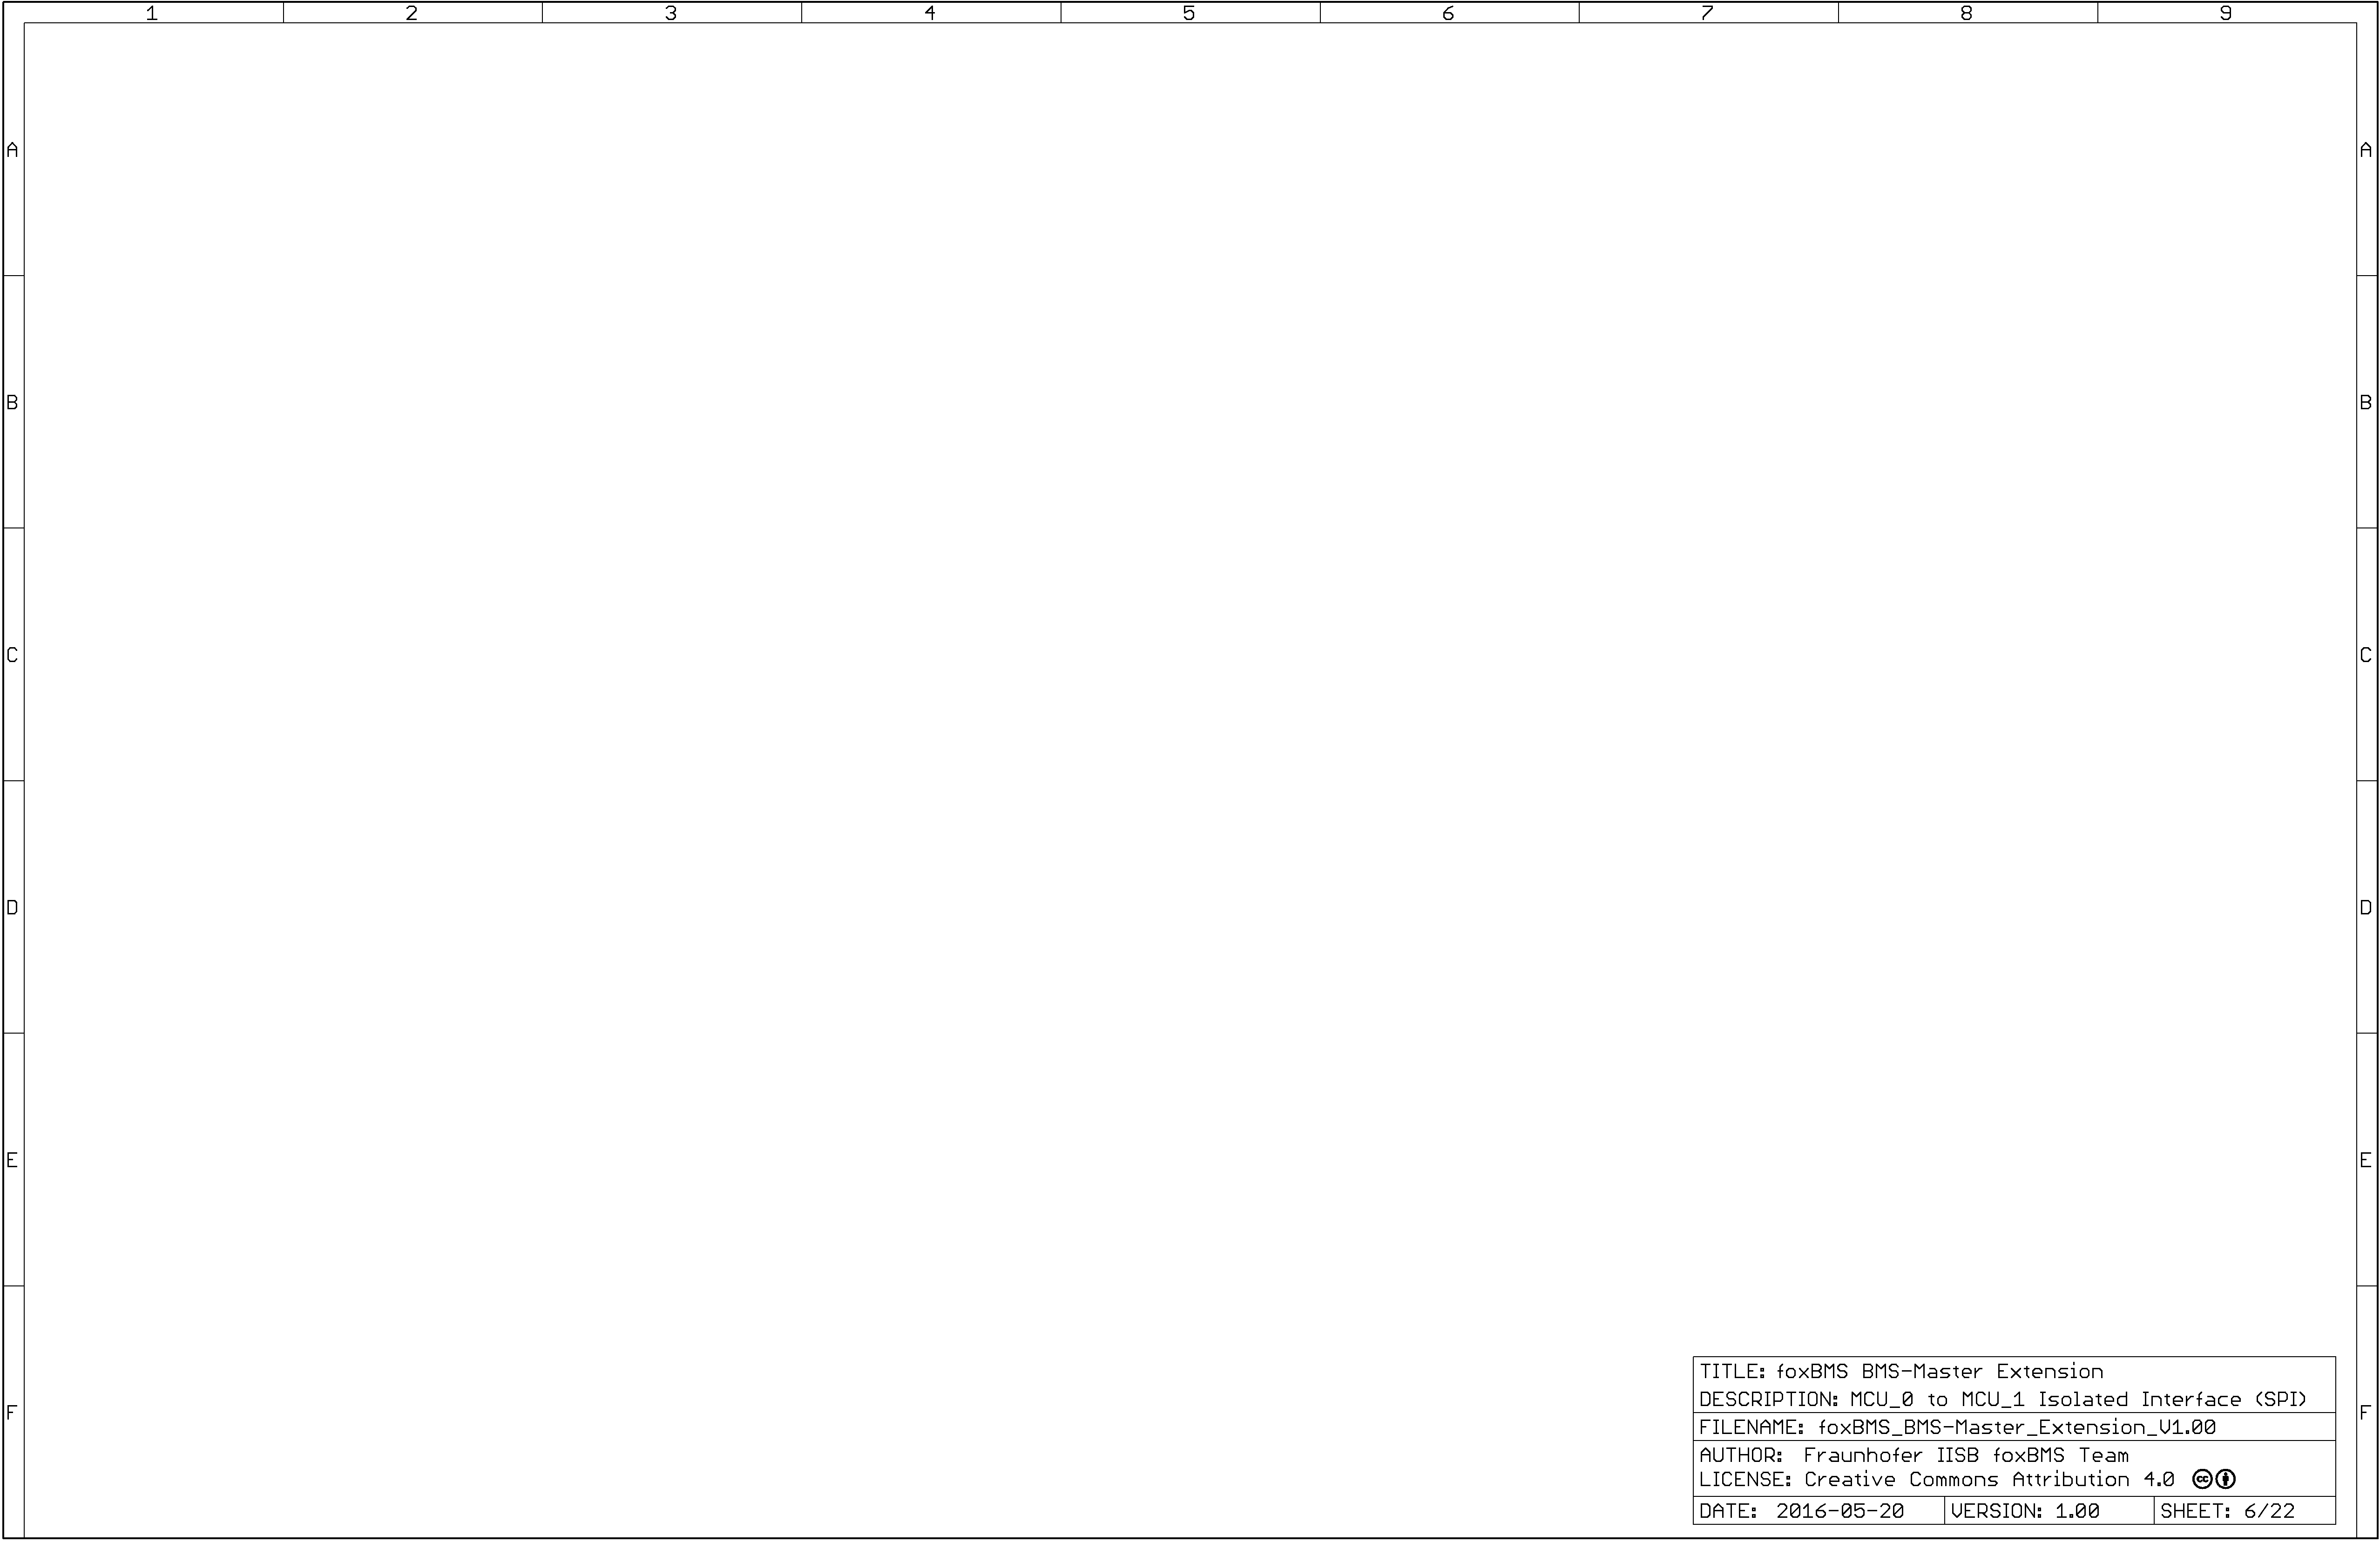 1 2 3 4 5 6 7 8 9
A A
B B
C C
D D
E E
F F
TITLE: foxBMS BMS-Master Extension
DESCRIPTION: MCU_0 to MCU_1 Isolated Interface (SPI)
FILENAME: foxBMS_BMS-Master_Extension_V1.00
AUTHOR: Fraunhofer IISB foxBMS Team
LICENSE: Creative Commons Attribution 4.0 cc
DATE: 2016-05-20 VERSION: 1.00 SHEET: 6/22